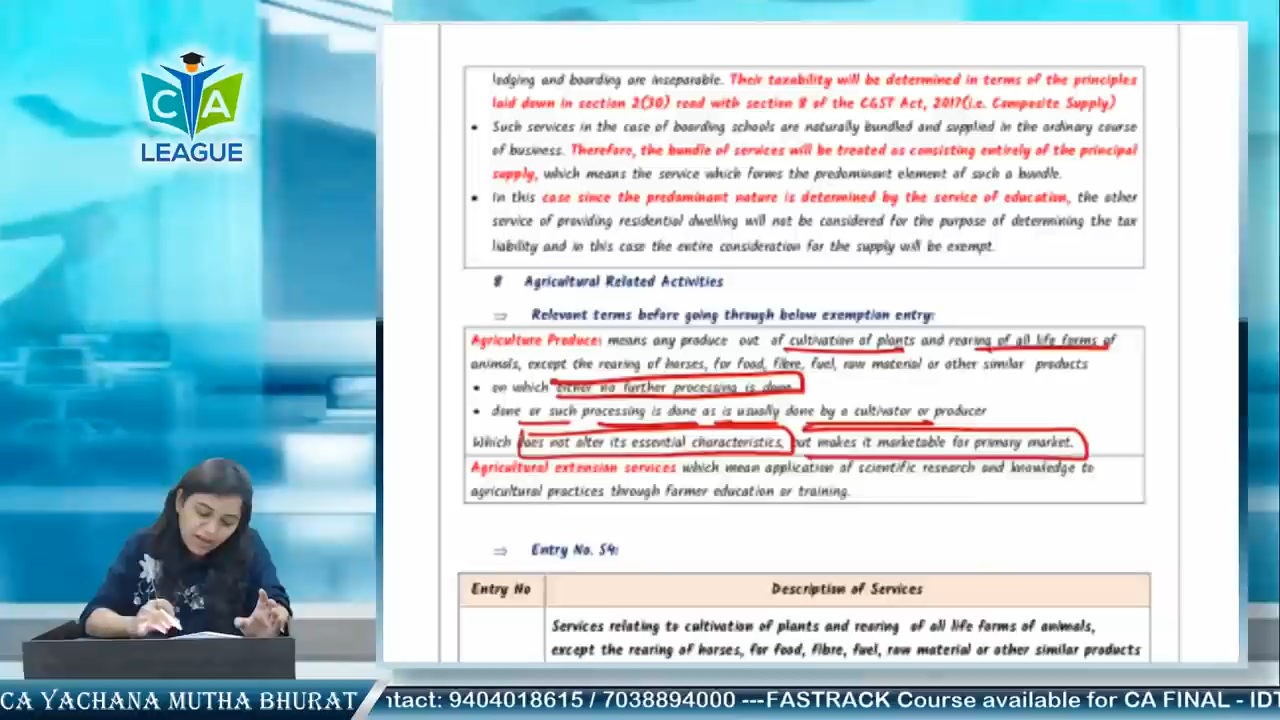 CA
LEAGUE
lodging and boarding are inseparable. Their taxability will be determined in terms of the principles
laid down in section 2(30) read with section 8 of the CGST Act, 2017(i.e. Composite Supply)
• Such services in the case of boarding schools are naturally bundled and supplied in the ordinary course
of business. Therefore, the bundle of services will be treated as consisting entirely of the principal
supply, which means the service which forms the predominant element of such a bundle.
• In this case since the predominant nature is determined by the service of education, the other
service of providing residential dwelling will not be considered for the purpose of determining the tax
liability and in this case the entire consideration for the supply will be exempt.
8 Agricultural Related Activities
⇒ Relevant terms before going through below exemption entry:
Agriculture Produce: means any produce out of cultivation of plants and rearing of all life forms of
animals, except the rearing of horses, for food, fibre, fuel, raw material or other similar products
• on which either no further processing is done
• done or such processing is done as is usually done by a cultivator or producer
Which does not alter its essential characteristics, but makes it marketable for primary market.
Agricultural extension services which mean application of scientific research and knowledge to
agricultural practices through farmer education or training.
⇒ Entry No. 54:
Entry No Description of Services
Services relating to cultivation of plants and rearing of all life forms of animals,
except the rearing of horses, for food, fibre, fuel, raw material or other similar products
CA YACHANA MUTHA BHURAT ntact: 9404018615 / 7038894000 ---FASTRACK Course available for CA FINAL - IDT